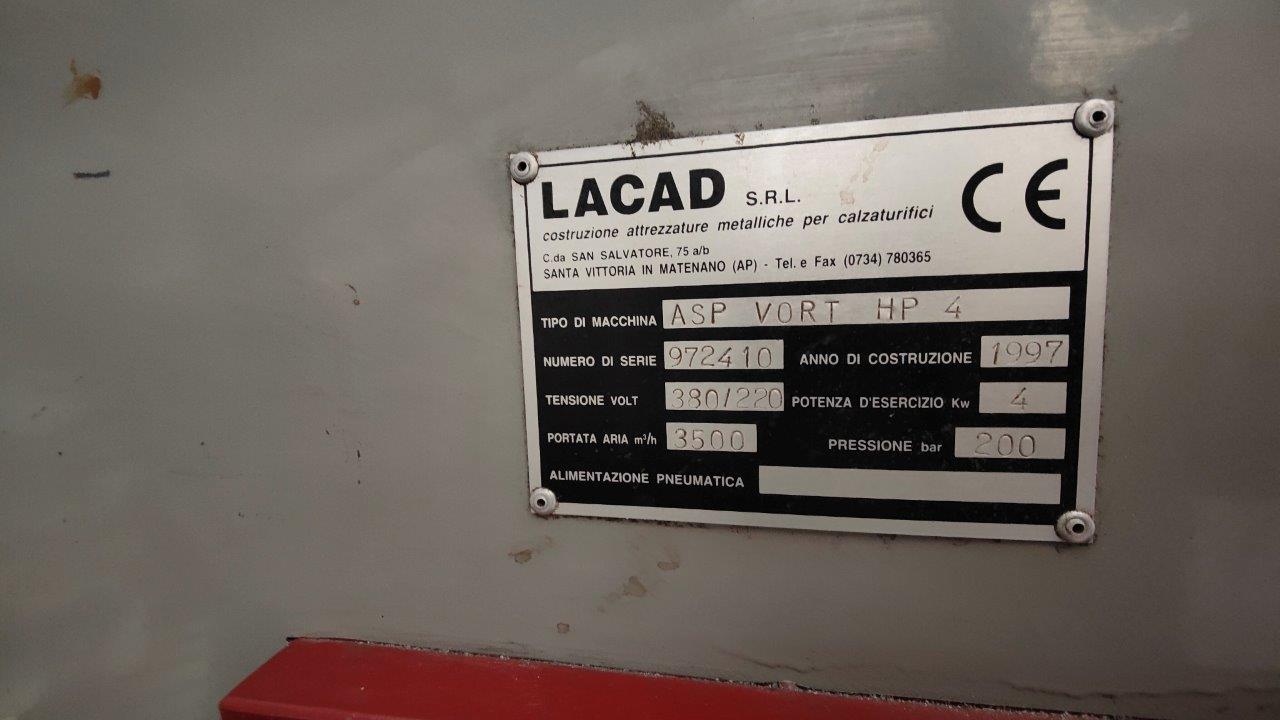 LACAD S.R.L. CE
costruzione attrezzature metalliche per calzaturifici
C.da SAN SALVATORE, 75 a/b
SANTA VITTORIA IN MATENANO (AP) - Tel. e Fax (0734) 780365
TIPO DI MACCHINA ASP VORT HP 4
NUMERO DI SERIE 972410 ANNO DI COSTRUZIONE 1997
TENSIONE VOLT 380/220 POTENZA D'ESERCIZIO Kw 4
PORTATA ARIA m³/h 3500 PRESSIONE bar 200
ALIMENTAZIONE PNEUMATICA